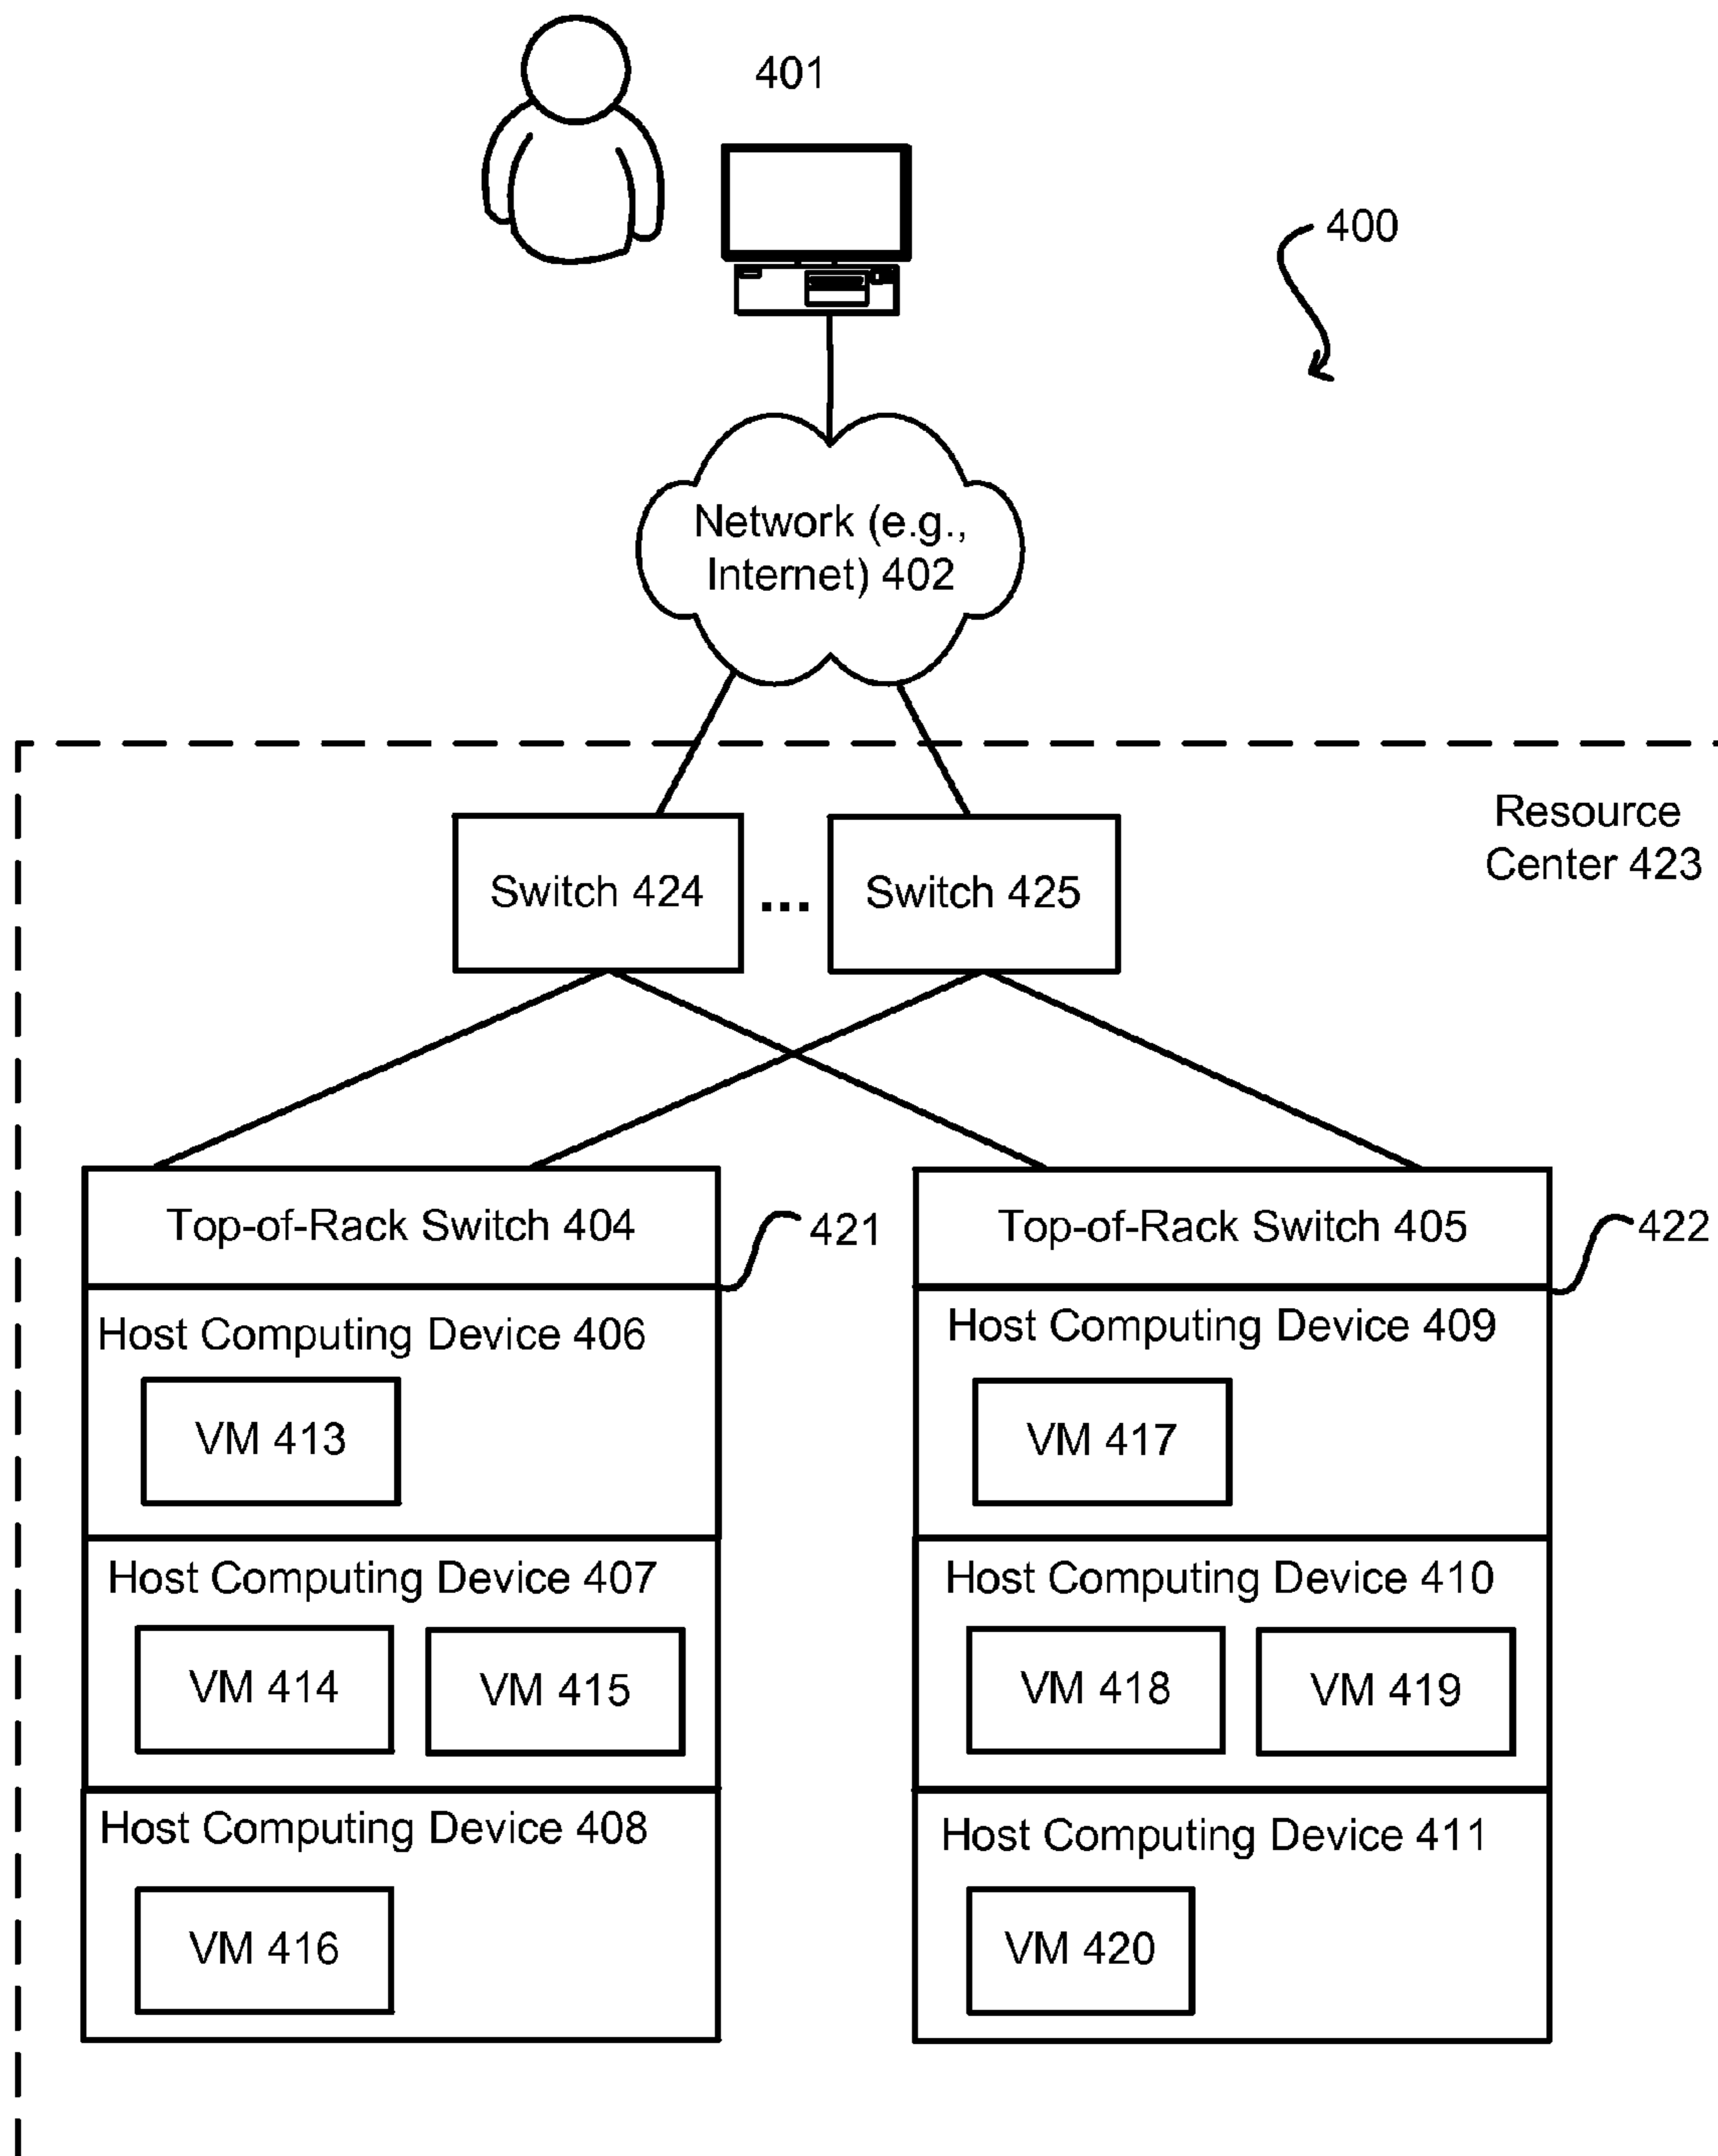 401
400
Network (e.g.,
Internet) 402
Resource
Center 423
Switch 424
...
Switch 425
Top-of-Rack Switch 404
421
Top-of-Rack Switch 405
422
Host Computing Device 406
VM 413
Host Computing Device 409
VM 417
Host Computing Device 407
VM 414
VM 415
Host Computing Device 410
VM 418
VM 419
Host Computing Device 408
VM 416
Host Computing Device 411
VM 420